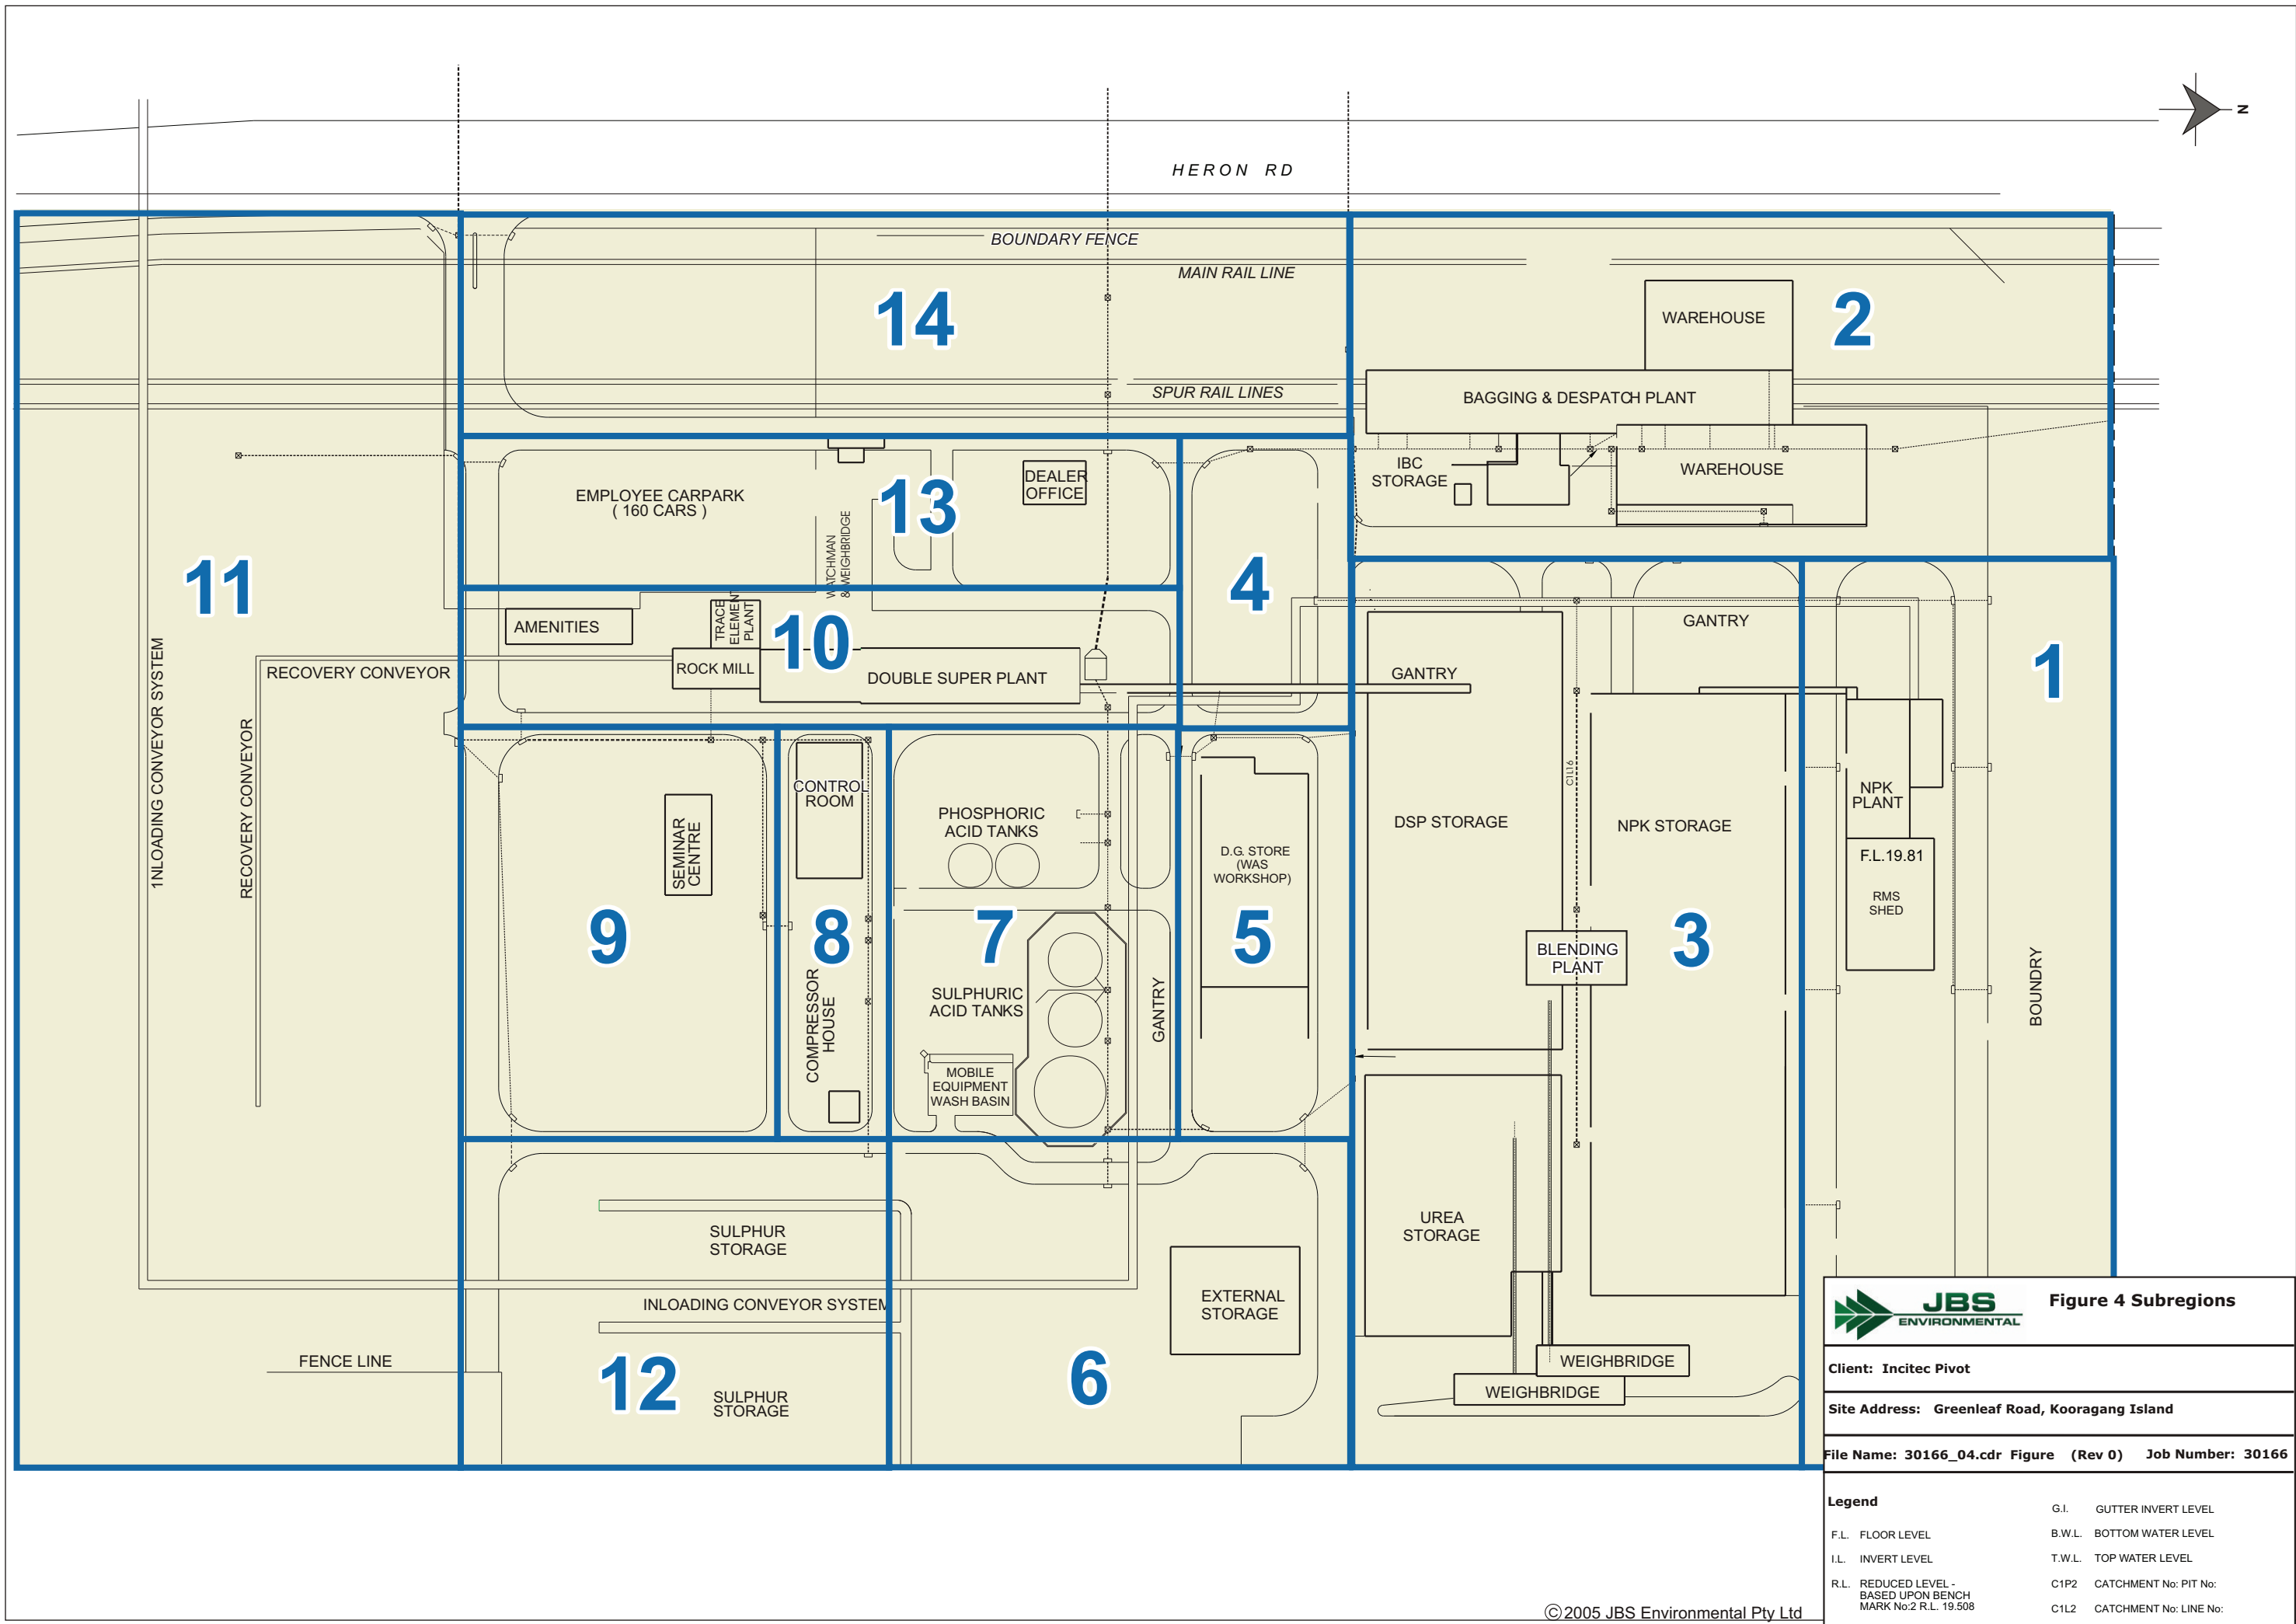 N
HERON RD
BOUNDARY FENCE
MAIN RAIL LINE
14
2
WAREHOUSE
SPUR RAIL LINES
BAGGING & DESPATCH PLANT
IBC
STORAGE
WAREHOUSE
DEALER
OFFICE
EMPLOYEE CARPARK
( 160 CARS )
13
WATCHMAN
& WEIGHBRIDGE
11
4
AMENITIES
TRACE
ELEMENT
PLANT
10
GANTRY
1
ROCK MILL
DOUBLE SUPER PLANT
GANTRY
RECOVERY CONVEYOR
1NLOADING CONVEYOR SYSTEM
RECOVERY CONVEYOR
CONTROL
ROOM
C1L16
NPK
PLANT
PHOSPHORIC
ACID TANKS
DSP STORAGE
NPK STORAGE
SEMINAR
CENTRE
D.G. STORE
(WAS
WORKSHOP)
F.L.19.81
RMS
SHED
9
8
7
5
3
BLENDING
PLANT
COMPRESSOR
HOUSE
SULPHURIC
ACID TANKS
GANTRY
BOUNDRY
MOBILE
EQUIPMENT
WASH BASIN
SULPHUR
STORAGE
UREA
STORAGE
INLOADING CONVEYOR SYSTEM
EXTERNAL
STORAGE
FENCE LINE
12
SULPHUR
STORAGE
6
WEIGHBRIDGE
WEIGHBRIDGE
JBS
ENVIRONMENTAL
Figure 4 Subregions
Client: Incitec Pivot
Site Address: Greenleaf Road, Kooragang Island
File Name: 30166_04.cdr Figure (Rev 0) Job Number: 30166
Legend
F.L. FLOOR LEVEL
I.L. INVERT LEVEL
R.L. REDUCED LEVEL -
BASED UPON BENCH
MARK No:2 R.L. 19.508
G.I. GUTTER INVERT LEVEL
B.W.L. BOTTOM WATER LEVEL
T.W.L. TOP WATER LEVEL
C1P2 CATCHMENT No: PIT No:
C1L2 CATCHMENT No: LINE No:
©2005 JBS Environmental Pty Ltd